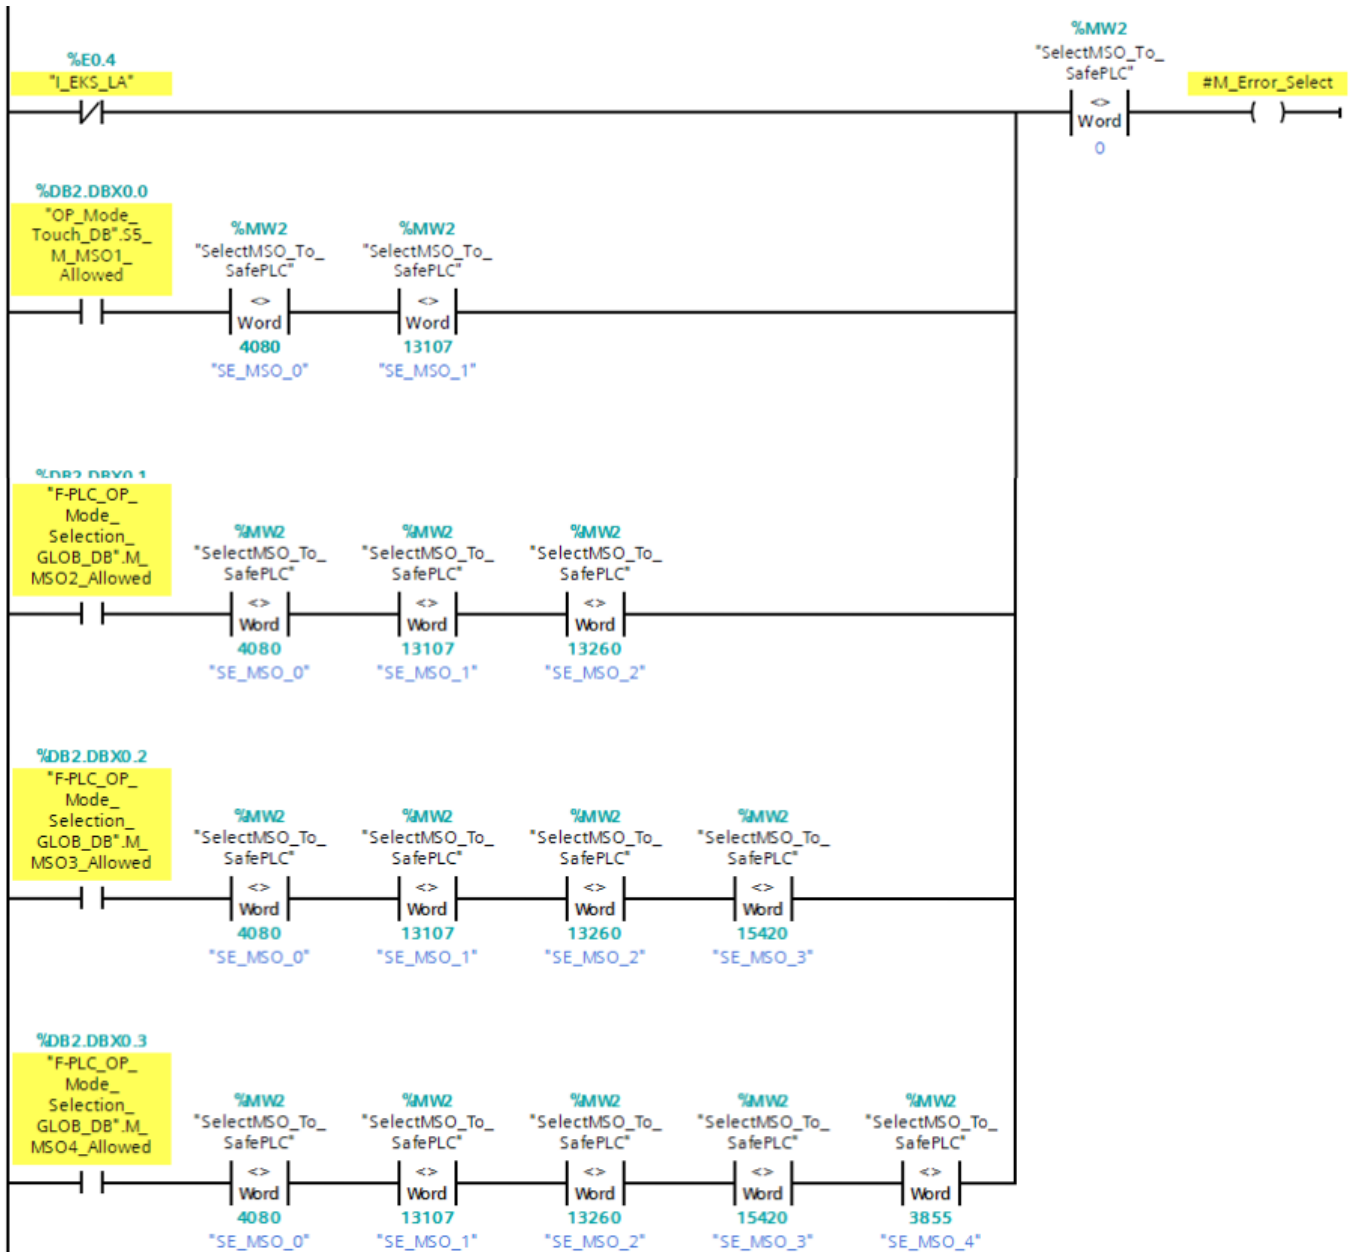 %MW2
"SelectMSO_To_
SafePLC"
<>
Word
0
#M_Error_Select
%E0.4
"I_EKS_LA"
%DB2.DBX0.0
"OP_Mode_
Touch_DB".S5_
M_MSO1_
Allowed
%MW2
"SelectMSO_To_
SafePLC"
<>
Word
4080
"SE_MSO_0"
%MW2
"SelectMSO_To_
SafePLC"
<>
Word
13107
"SE_MSO_1"
%DB2.DBX0.1
"F-PLC_OP_
Mode_
Selection_
GLOB_DB".M_
MSO2_Allowed
%MW2
"SelectMSO_To_
SafePLC"
<>
Word
4080
"SE_MSO_0"
%MW2
"SelectMSO_To_
SafePLC"
<>
Word
13107
"SE_MSO_1"
%MW2
"SelectMSO_To_
SafePLC"
<>
Word
13260
"SE_MSO_2"
%DB2.DBX0.2
"F-PLC_OP_
Mode_
Selection_
GLOB_DB".M_
MSO3_Allowed
%MW2
"SelectMSO_To_
SafePLC"
<>
Word
4080
"SE_MSO_0"
%MW2
"SelectMSO_To_
SafePLC"
<>
Word
13107
"SE_MSO_1"
%MW2
"SelectMSO_To_
SafePLC"
<>
Word
13260
"SE_MSO_2"
%MW2
"SelectMSO_To_
SafePLC"
<>
Word
15420
"SE_MSO_3"
%DB2.DBX0.3
"F-PLC_OP_
Mode_
Selection_
GLOB_DB".M_
MSO4_Allowed
%MW2
"SelectMSO_To_
SafePLC"
<>
Word
4080
"SE_MSO_0"
%MW2
"SelectMSO_To_
SafePLC"
<>
Word
13107
"SE_MSO_1"
%MW2
"SelectMSO_To_
SafePLC"
<>
Word
13260
"SE_MSO_2"
%MW2
"SelectMSO_To_
SafePLC"
<>
Word
15420
"SE_MSO_3"
%MW2
"SelectMSO_To_
SafePLC"
<>
Word
3855
"SE_MSO_4"